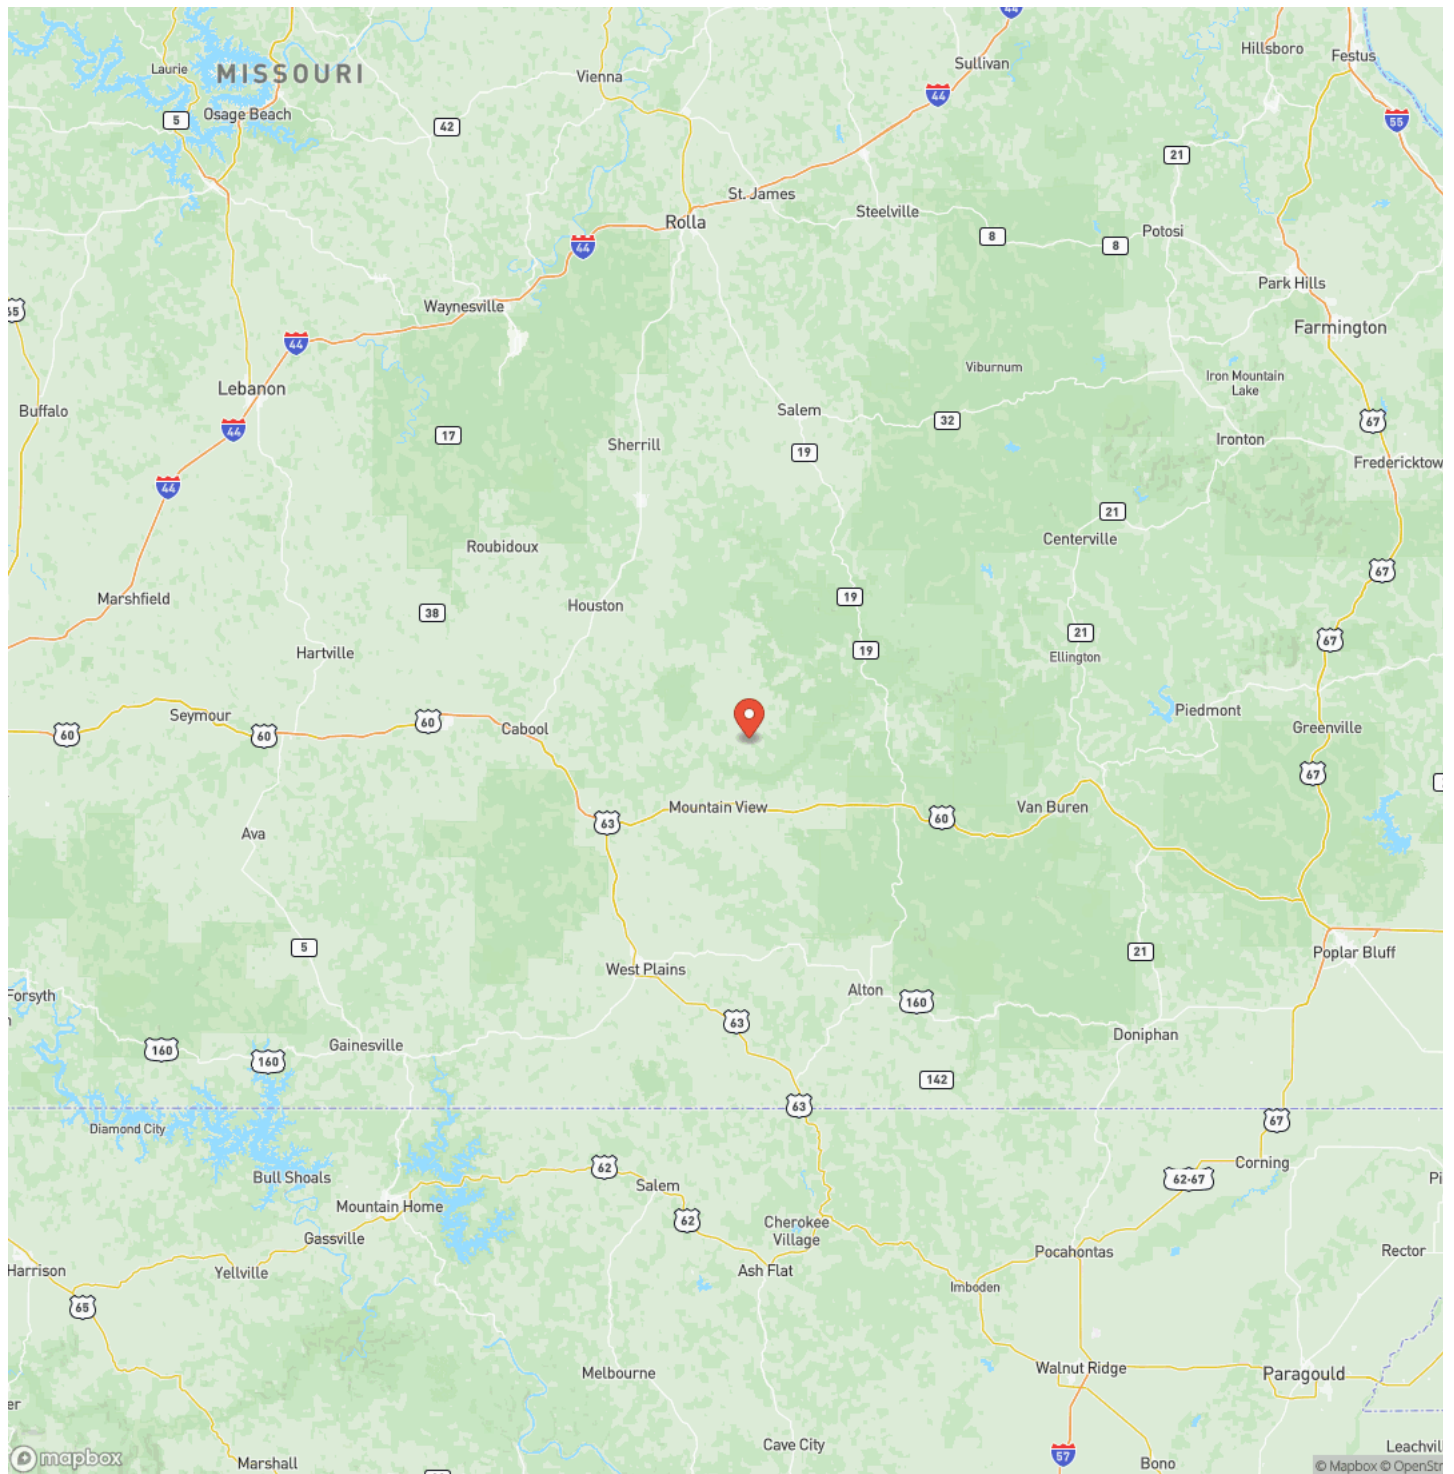 44
Hillsboro
Festus
Sullivan
Laurie
MISSOURI
Vienna
44
Osage Beach
5
42
55
21
St. James
Steelville
Rolla
8
8
Potosi
44
Park Hills
Waynesville
65
Farmington
44
Viburnum
Iron Mountain
Lake
Lebanon
Buffalo
Salem
32
67
44
17
Sherrill
Ironton
19
Fredericktow
44
21
Centerville
Roubidoux
67
Marshfield
19
Houston
38
21
67
Hartville
19
Ellington
Piedmont
Seymour
60
60
60
Cabool
Greenville
67
Mountain View
Van Buren
63
60
Ava
5
21
Poplar Bluff
West Plains
Forsyth
Alton
160
63
Doniphan
160
160
Gainesville
142
63
67
Diamond City
Corning
62
62-67
Bull Shoals
Salem
Pi
Mountain Home
62
Cherokee
Village
Gassville
Pocahontas
Rector
Harrison
Yellville
Ash Flat
Imboden
65
Melbourne
Walnut Ridge
Paragould
er
Cave City
Leachvil
57
mapbox
Marshall
Bono
© Mapbox © OpenStr